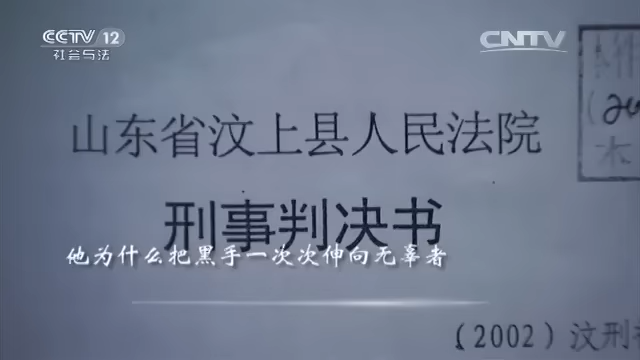 CCTV 12
社会与法
CNTV
山东省汶上县人民法院
刑事判决书
他为什么把黑手一次次伸向无辜者
(2002)汶刑